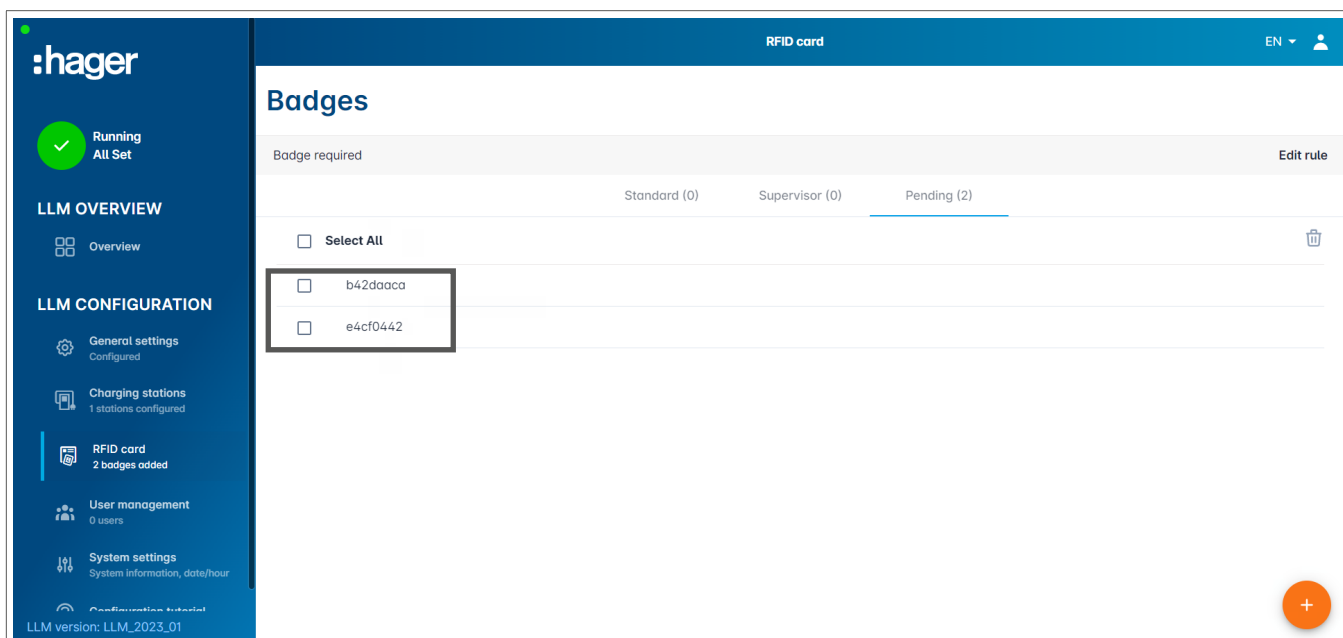 :hager
RFID card
EN
Badges
Running
All Set
Badge required
Edit rule
Standard (0)
Supervisor (0)
Pending (2)
LLM OVERVIEW
Overview
Select All
b42daaca
e4cf0442
LLM CONFIGURATION
General settings
Configured
Charging stations
1 stations configured
RFID card
2 badges added
User management
0 users
System settings
System information, date/hour
Configuration tutorial
LLM version: LLM_2023_01